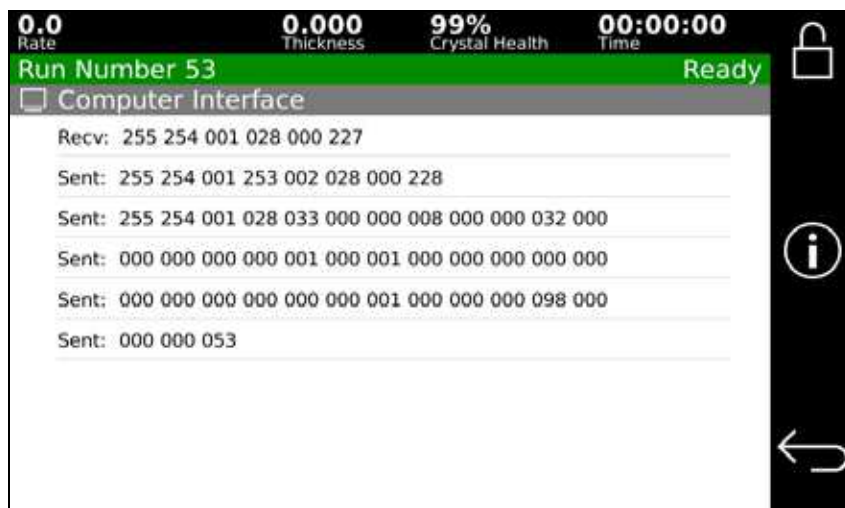 0.0 0.000 99% 00:00:00
Rate Thickness Crystal Health Time
Run Number 53 Ready
Computer Interface
Recv: 255 254 001 028 000 227
Sent: 255 254 001 253 002 028 000 228
Sent: 255 254 001 028 033 000 000 008 000 000 032 000
Sent: 000 000 000 000 001 000 001 000 000 000 000 000
Sent: 000 000 000 000 000 000 001 000 000 000 098 000
Sent: 000 000 053